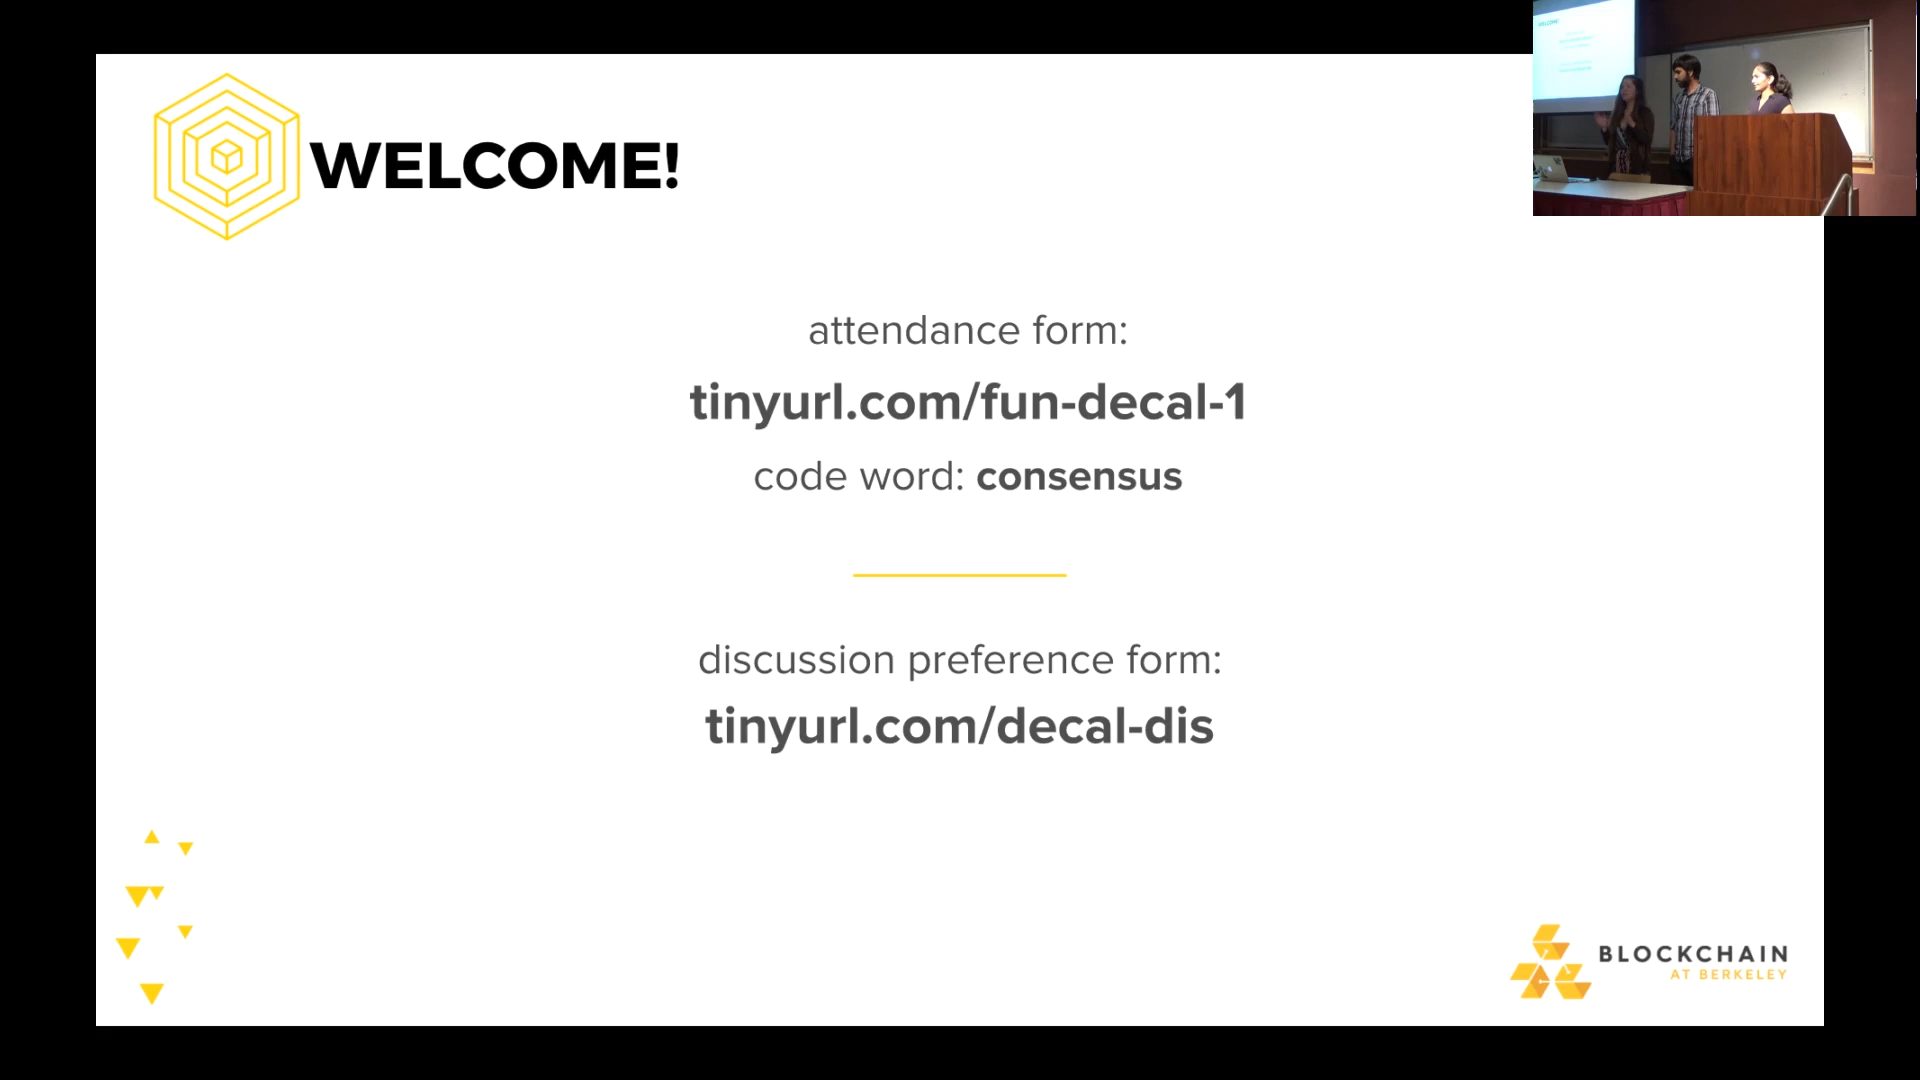 WELCOME!
attendance form:
tinyurl.com/fun-decal-1
code word: consensus
discussion preference form:
tinyurl.com/decal-dis
BLOCKCHAIN
AT BERKELEY